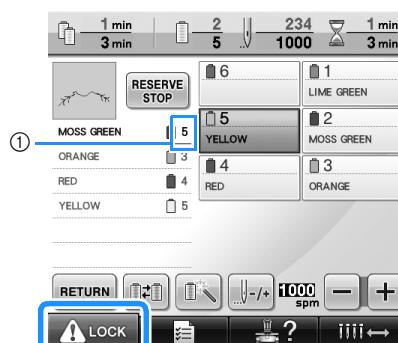 1 min
3 min
2
5
234
1000
1 min
3 min
RESERVE
STOP
6
1
LIME GREEN
5
YELLOW
2
MOSS GREEN
4
RED
3
ORANGE
①
MOSS GREEN 5
ORANGE 3
RED 4
YELLOW 5
RETURN
-/+
1000
spm
−
+
LOCK
?